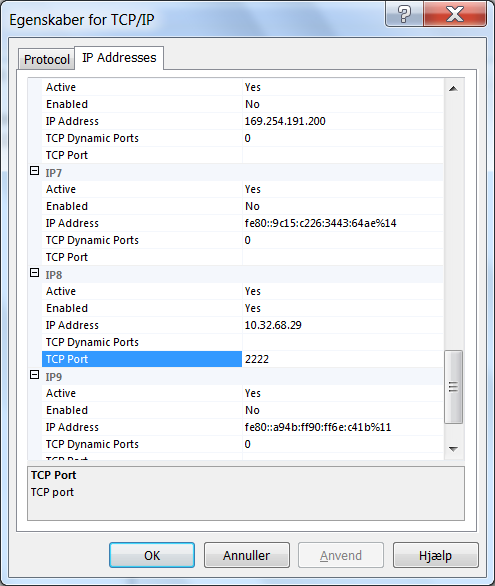 Egenskaber for TCP/IP
Protocol IP Addresses
Active Yes
Enabled No
IP Address 169.254.191.200
TCP Dynamic Ports 0
TCP Port
IP7
Active Yes
Enabled No
IP Address fe80::9c15:c226:3443:64ae%14
TCP Dynamic Ports 0
TCP Port
IP8
Active Yes
Enabled Yes
IP Address 10.32.68.29
TCP Dynamic Ports
TCP Port 2222
IP9
Active Yes
Enabled No
IP Address fe80::a94b:ff90:ff6e:c41b%11
TCP Dynamic Ports 0
TCP Port
TCP Port
TCP port
OK Annuller Anvend Hjælp